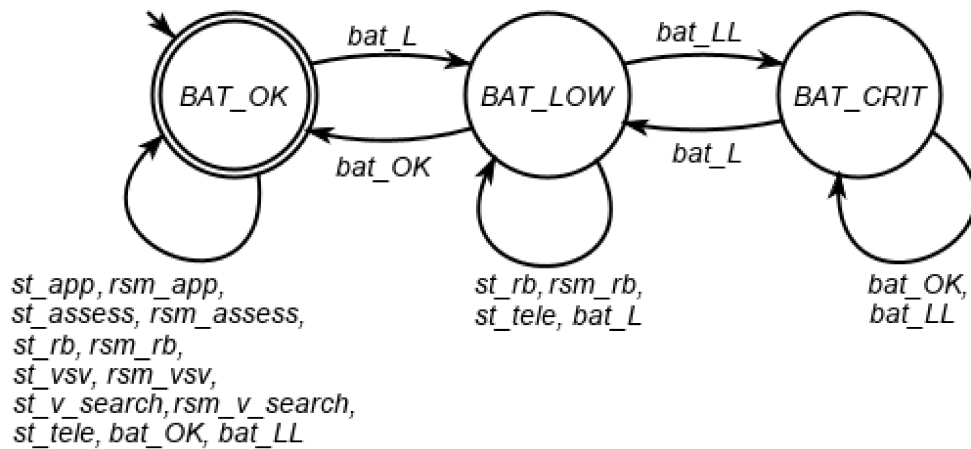 bat_L
bat_LL
BAT_OK
BAT_LOW
BAT_CRIT
bat_OK
bat_L
st_app, rsm_app,
st_assess, rsm_assess,
st_rb, rsm_rb,
st_vsv, rsm_vsv,
st_v_search, rsm_v_search,
st_tele, bat_OK, bat_LL
st_rb, rsm_rb,
st_tele, bat_L
bat_OK,
bat_LL